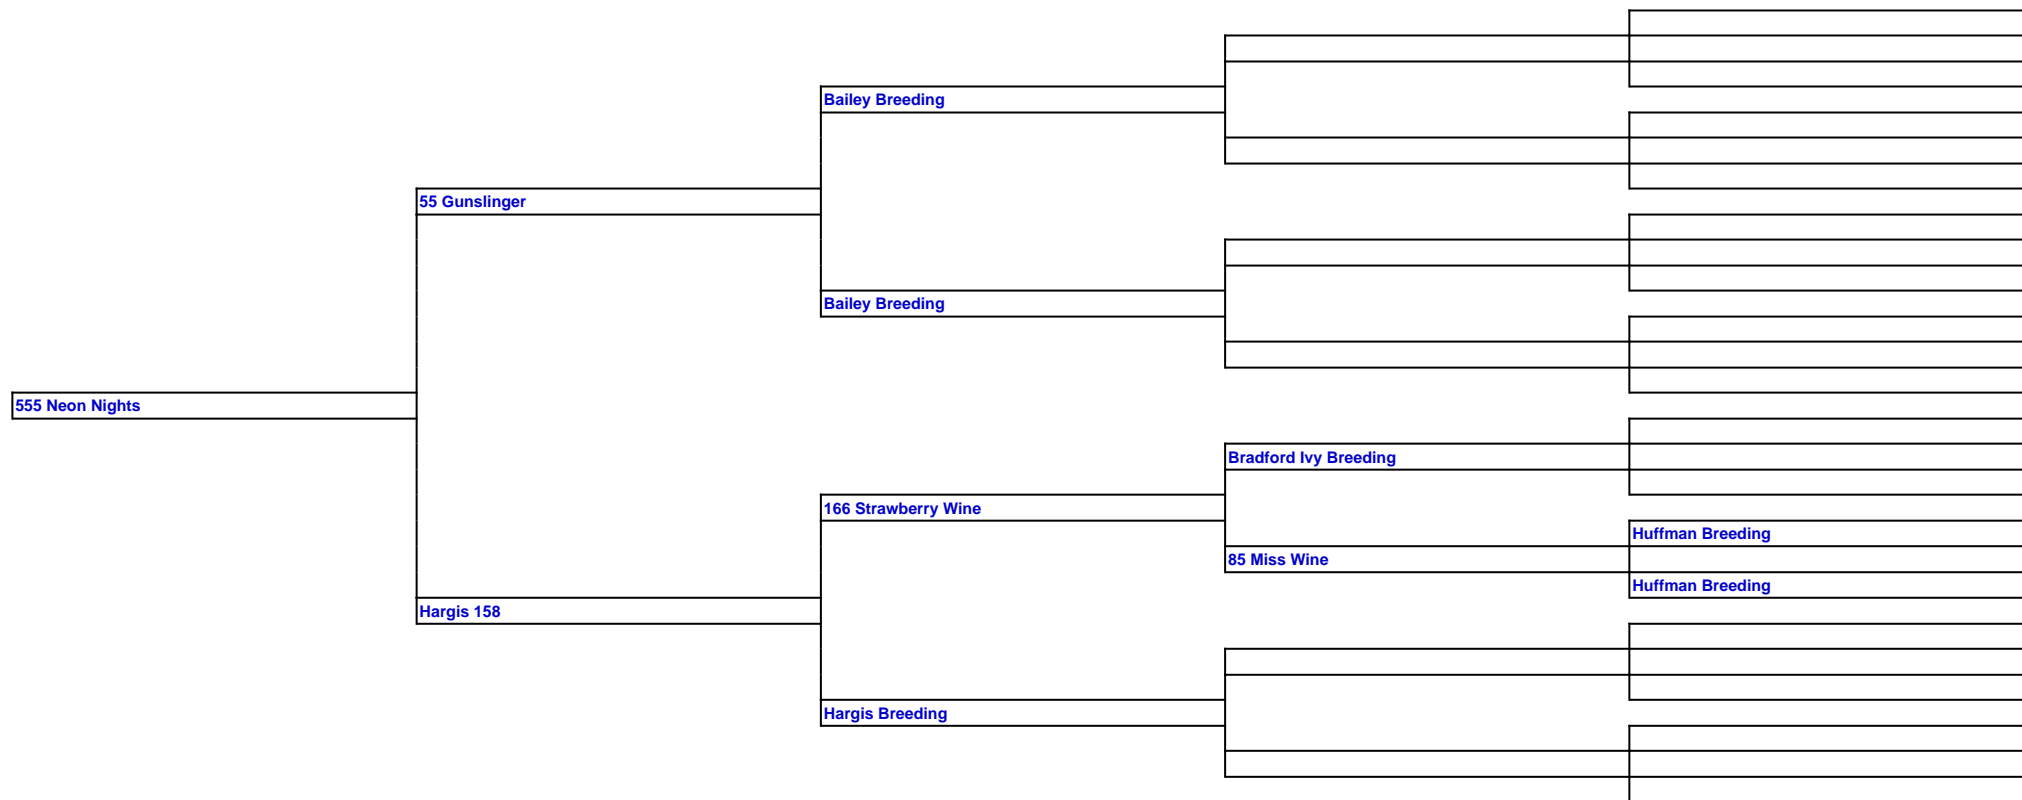 Bailey Breeding
55 Gunslinger
Bailey Breeding
555 Neon Nights
Bradford Ivy Breeding
166 Strawberry Wine
Huffman Breeding
85 Miss Wine
Huffman Breeding
Hargis 158
Hargis Breeding